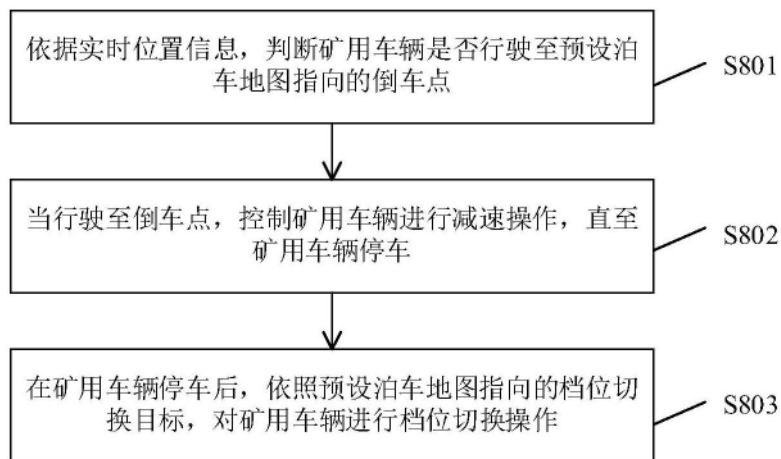 依据实时位置信息，判断矿用车辆是否行驶至预设泊
车地图指向的倒车点
S801
当行驶至倒车点，控制矿用车辆进行减速操作，直至
矿用车辆停车
S802
在矿用车辆停车后，依照预设泊车地图指向的档位切
换目标，对矿用车辆进行档位切换操作
S803